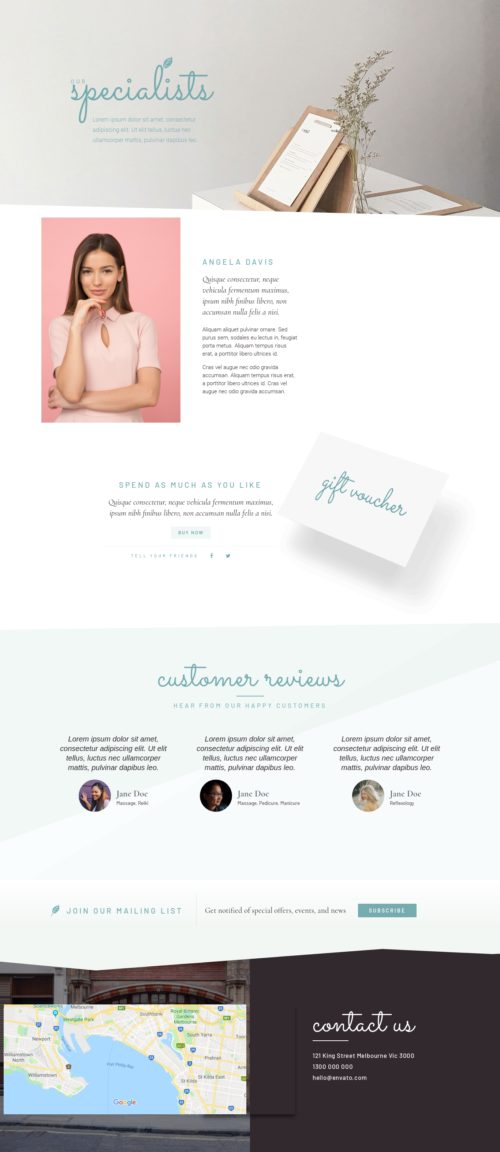 OUR
specialists
Lorem ipsum dolor sit amet, consectetur
adipiscing elit. Ut elit tellus, luctus nec
ullamcorper mattis, pulvinar dapibus leo.
ANGELA DAVIS
Quisque consectetur, neque
vehicula fermentum maximus,
ipsum nibh finibus libero, non
accumsan nulla felis a nisi.
Aliquam aliquet pulvinar ornare. Sed
purus sem, sodales eu lectus in, feugiat
porta metus. Aliquam tempus risus
erat, a porttitor libero ultrices id.
Cras vel augue nec odio gravida
accumsan. Aliquam tempus risus erat,
a porttitor libero ultrices id. Cras vel
augue nec odio gravida accumsan
gift voucher
SPEND AS MUCH AS YOU LIKE
Quisque consectetur, neque vehicula fermentum maximus,
ipsum nibh finibus libero, non accumsan nulla felis a nisi.
BUY NOW
TELL YOUR FRIENDS
customer reviews
HEAR FROM OUR HAPPY CUSTOMERS
Lorem ipsum dolor sit amet,
consectetur adipiscing elit. Ut elit
tellus, luctus nec ullamcorper
mattis, pulvinar dapibus leo.
Jane Doe
Massage, Reiki
Lorem ipsum dolor sit amet,
consectetur adipiscing elit. Ut elit
tellus, luctus nec ullamcorper
mattis, pulvinar dapibus leo.
Jane Doe
Massage, Pedicure, Manicure
Lorem ipsum dolor sit amet,
consectetur adipiscing elit. Ut elit
tellus, luctus nec ullamcorper
mattis, pulvinar dapibus leo.
Jane Doe
Reflexology
JOIN OUR MAILING LIST
Get notified of special offers, events, and news
SUBSCRIBE
Melbourne
Westgate Park
Southbank
Royal Botanic
Gardens
Melbourne
Newport
South Yarra
Prahran
Williamstown
North
Williamstown
Port Phillip Bay
St Kilda
St Kilda East
Google
contact us
121 King Street Melbourne Vic 3000
1300 000 000
hello@envato.com